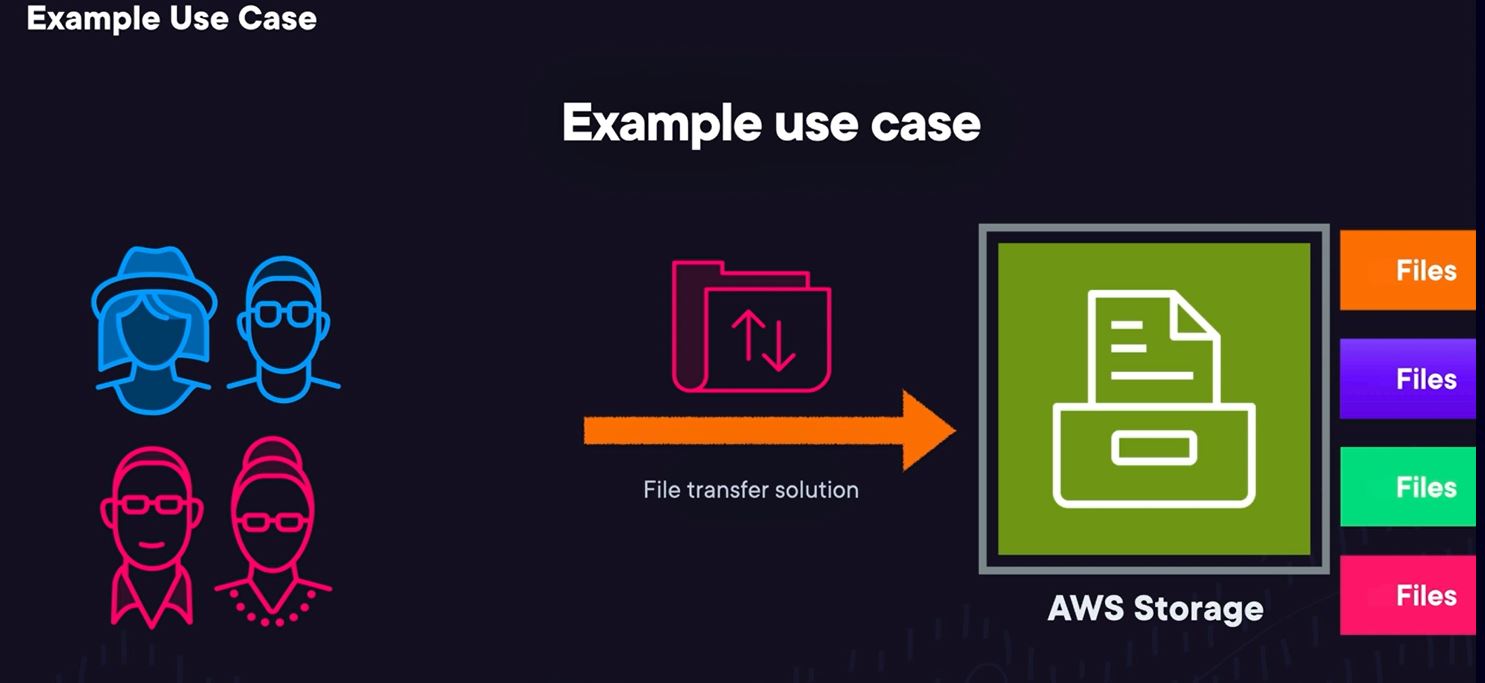 Example Use Case
Example use case
File transfer solution
AWS Storage
Files
Files
Files
Files